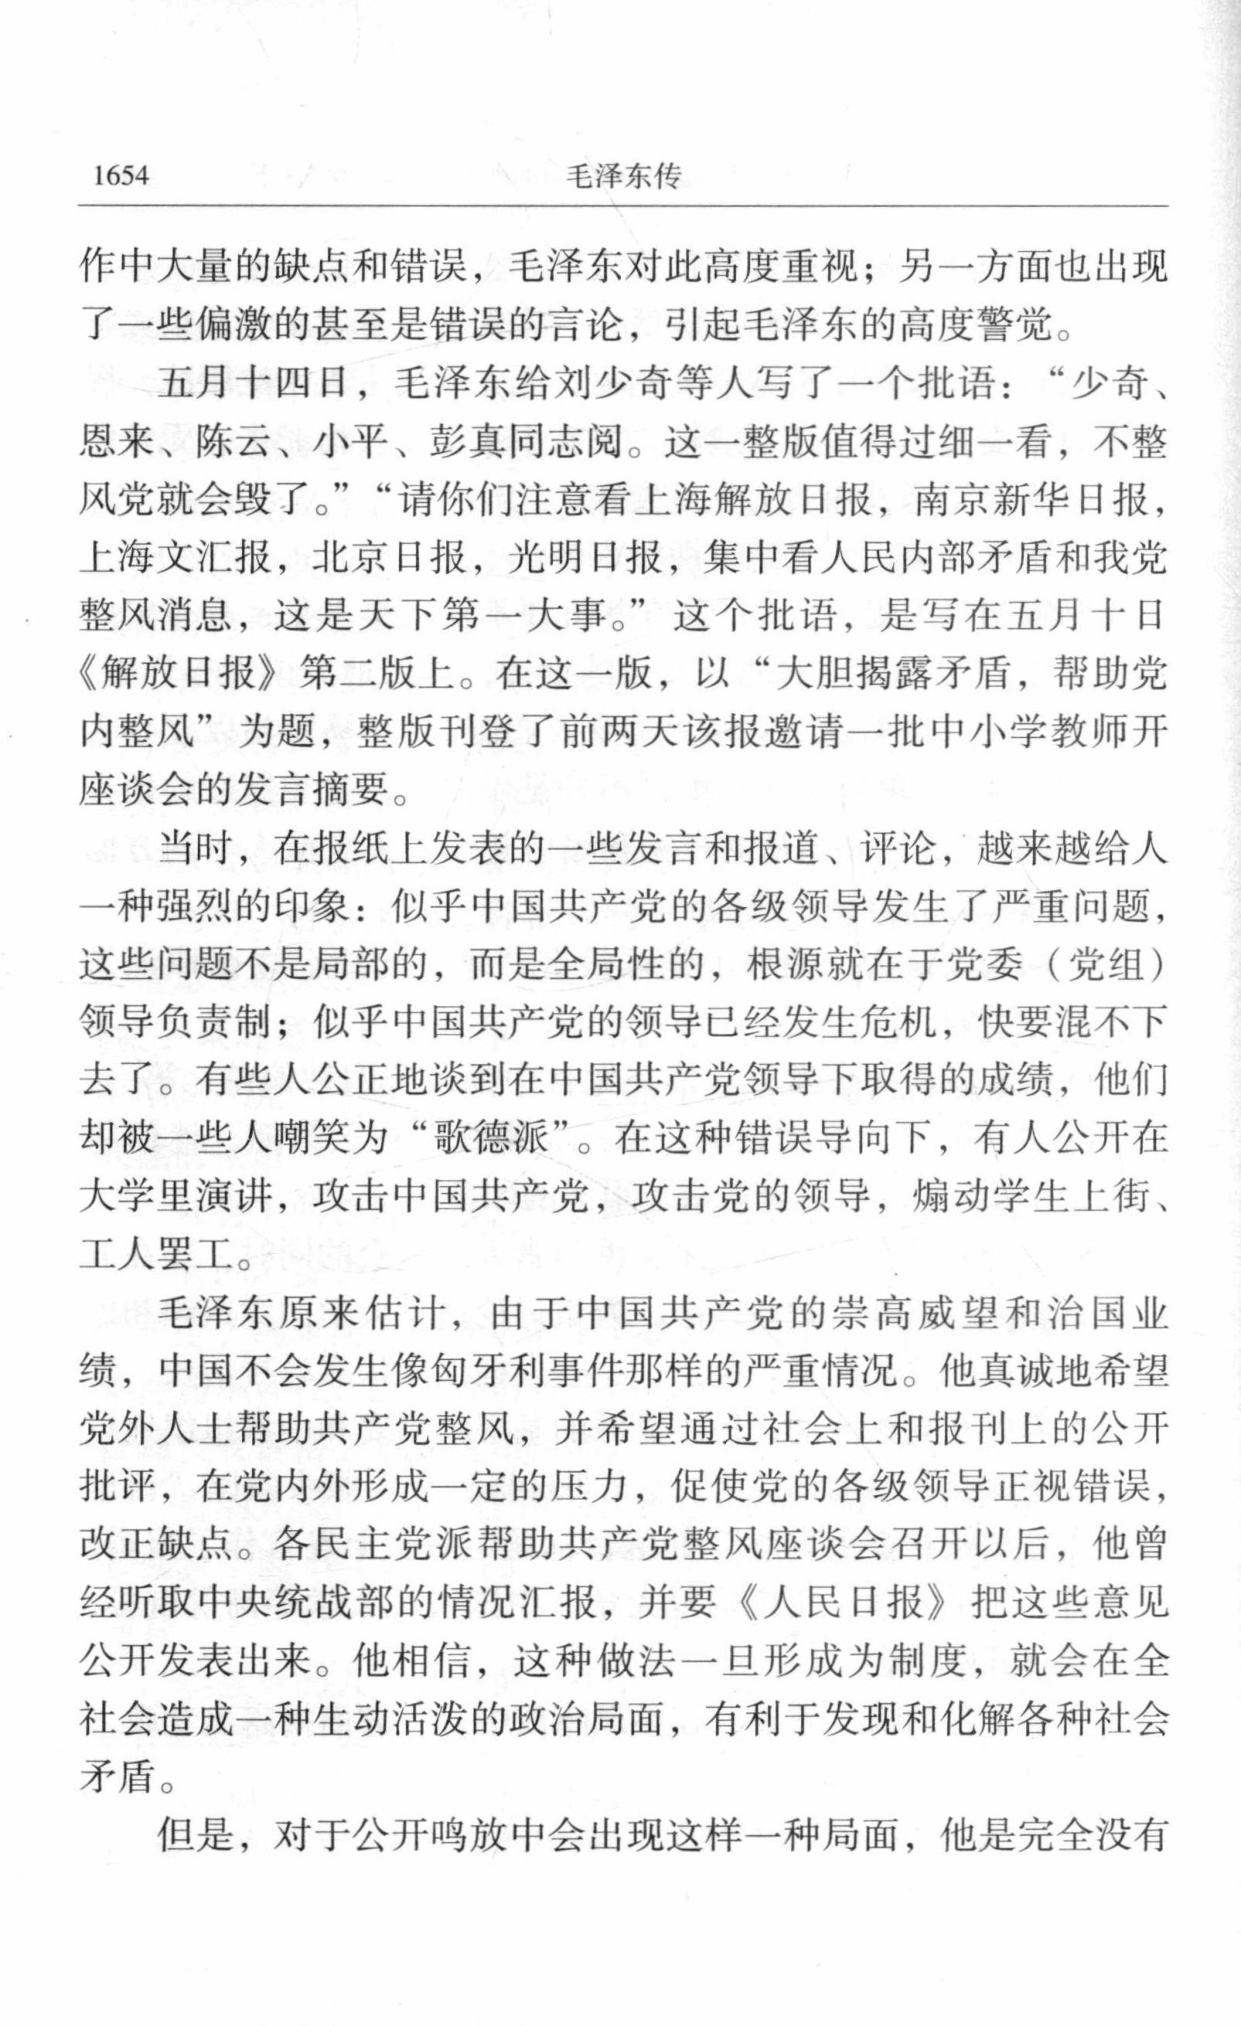 1654
毛泽东传
作中大量的缺点和错误，毛泽东对此高度重视；另一方面也出现
了一些偏激的甚至是错误的言论，引起毛泽东的高度警觉。
五月十四日，毛泽东给刘少奇等人写了一个批语：“少奇、
恩来、陈云、小平、彭真同志阅。这一整版值得过细一看，不整
风党就会毁了。”“请你们注意看上海解放日报，南京新华日报，
上海文汇报，北京日报，光明日报，集中看人民内部矛盾和我党
整风消息，这是天下第一大事。”这个批语，是写在五月十日
《解放日报》第二版上。在这一版，以“大胆揭露矛盾，帮助党
内整风”为题，整版刊登了前两天该报邀请一批中小学教师开
座谈会的发言摘要。
当时，在报纸上发表的一些发言和报道、评论，越来越给人
一种强烈的印象：似乎中国共产党的各级领导发生了严重问题，
这些问题不是局部的，而是全局性的，根源就在于党委（党组）
领导负责制；似乎中国共产党的领导已经发生危机，快要混不下
去了。有些人公正地谈到在中国共产党领导下取得的成绩，他们
却被一些人嘲笑为“歌德派”。在这种错误导向下，有人公开在
大学里演讲，攻击中国共产党，攻击党的领导，煽动学生上街、
工人罢工。
毛泽东原来估计，由于中国共产党的崇高威望和治国业
绩，中国不会发生像匈牙利事件那样的严重情况。他真诚地希望
党外人士帮助共产党整风，并希望通过社会上和报刊上的公开
批评，在党内外形成一定的压力，促使党的各级领导正视错误，
改正缺点。各民主党派帮助共产党整风座谈会召开以后，他曾
经听取中央统战部的情况汇报，并要《人民日报》把这些意见
公开发表出来。他相信，这种做法一旦形成为制度，就会在全
社会造成一种生动活泼的政治局面，有利于发现和化解各种社会
矛盾。
但是，对于公开鸣放中会出现这样一种局面，他是完全没有